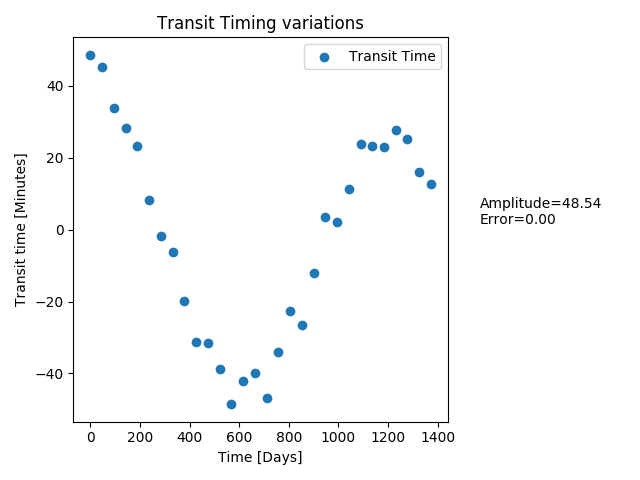 Transit Timing variations
Transit Time
Transit time [Minutes]
40
20
0
−20
−40
0 200 400 600 800 1000 1200 1400
Time [Days]
Amplitude=48.54
Error=0.00